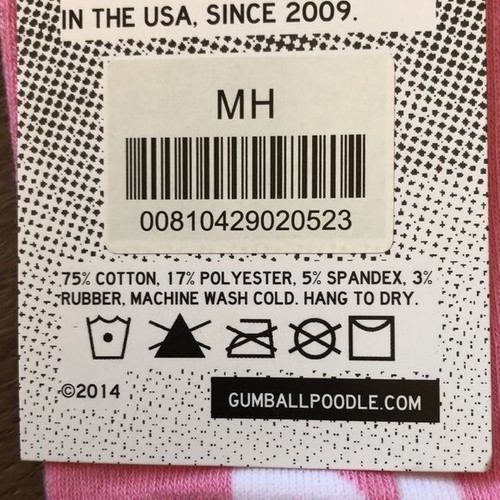 IN THE USA, SINCE 2009.
MH
00810429020523
75% COTTON, 17% POLYESTER, 5% SPANDEX, 3%
RUBBER, MACHINE WASH COLD. HANG TO DRY.
©2014
GUMBALLPOODLE.COM